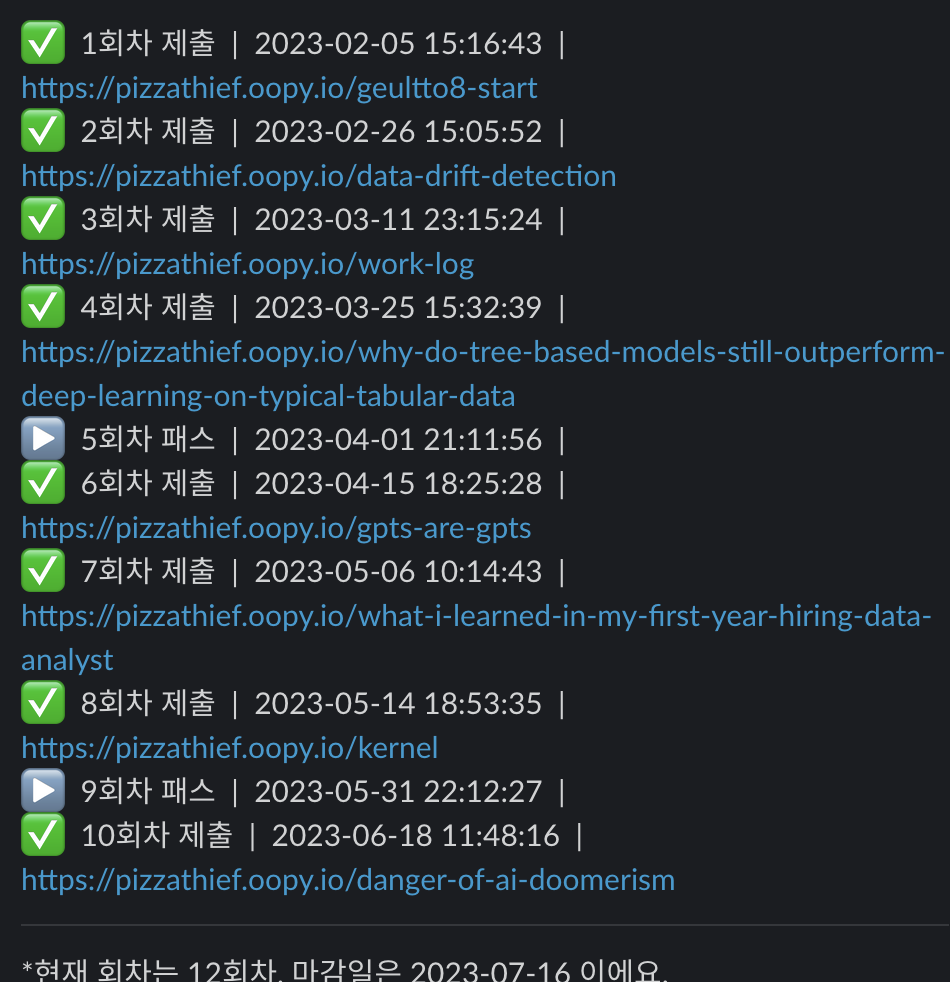 ✅ 1회차 제출 | 2023-02-05 15:16:43 |
https://pizzathief.oopy.io/geultto8-start
✅ 2회차 제출 | 2023-02-26 15:05:52 |
https://pizzathief.oopy.io/data-drift-detection
✅ 3회차 제출 | 2023-03-11 23:15:24 |
https://pizzathief.oopy.io/work-log
✅ 4회차 제출 | 2023-03-25 15:32:39 |
https://pizzathief.oopy.io/why-do-tree-based-models-still-outperform-
deep-learning-on-typical-tabular-data
▶️ 5회차 패스 | 2023-04-01 21:11:56 |
✅ 6회차 제출 | 2023-04-15 18:25:28 |
https://pizzathief.oopy.io/gpts-are-gpts
✅ 7회차 제출 | 2023-05-06 10:14:43 |
https://pizzathief.oopy.io/what-i-learned-in-my-first-year-hiring-data-
analyst
✅ 8회차 제출 | 2023-05-14 18:53:35 |
https://pizzathief.oopy.io/kernel
▶️ 9회차 패스 | 2023-05-31 22:12:27 |
✅ 10회차 제출 | 2023-06-18 11:48:16 |
https://pizzathief.oopy.io/danger-of-ai-doomerism
*현재 회차는 12회차, 마감일은 2023-07-16 이에요.